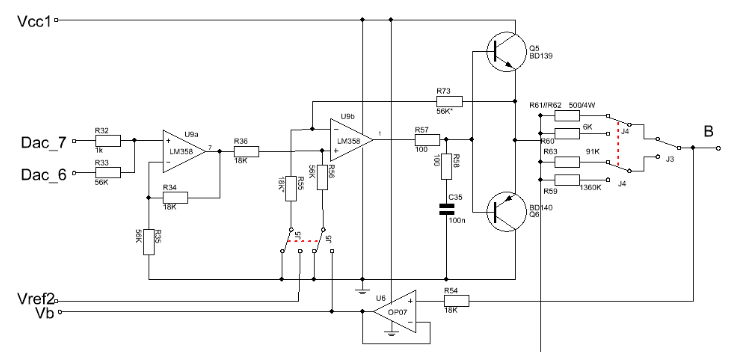 Vcc1
Q5
BD139
R73
56K*
R61//R62 500/4W
U9b
LM358
1
R32
1k
Dac_7
U9a
LM358
7
R36
18K
R57
100
6K
J4
R60
B
R33
56K
Dac_6
R63
91K
J3
R34
18K
R55
18K*
R56
56K
R58
100
J4
R59
1360K
C35
100n
BD140
Q6
R35
56K
J5
J5
Vref2
Vb
U6
OP07
R54
18K